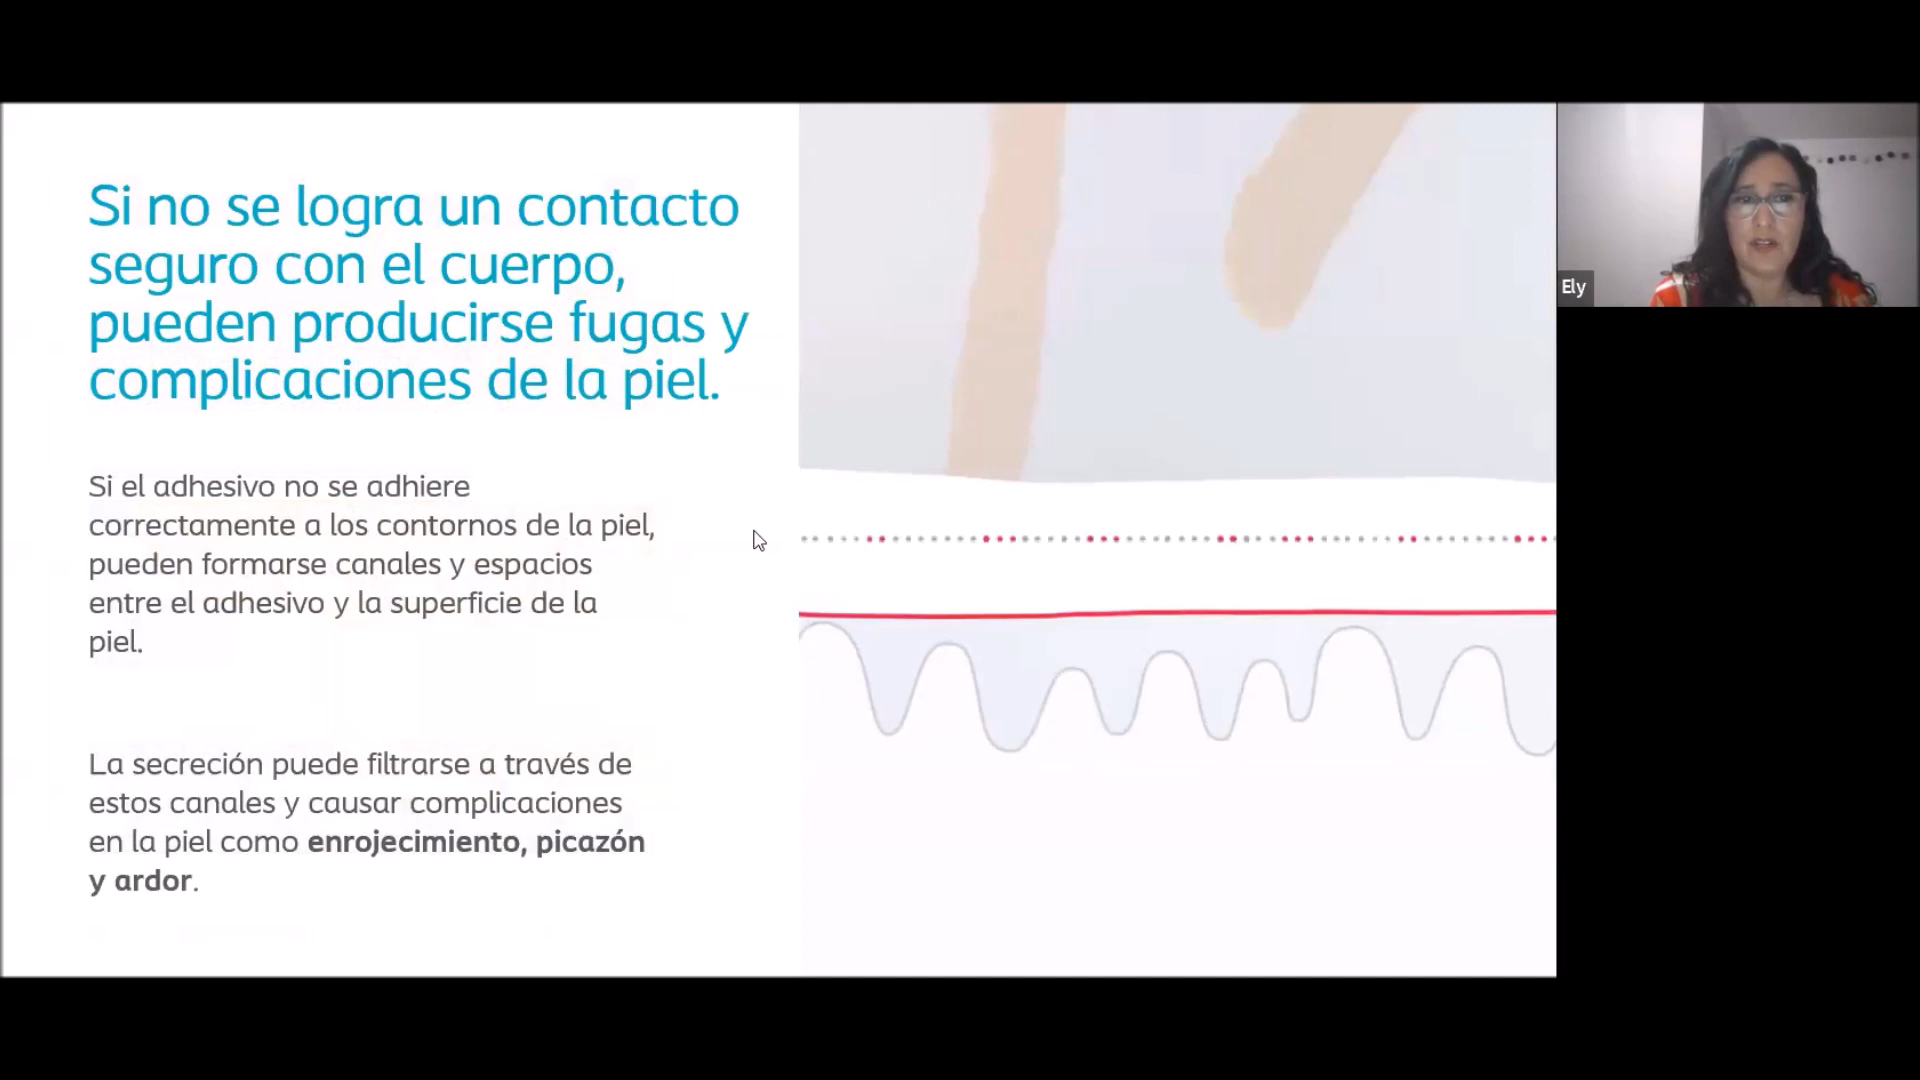 Si no se logra un contacto
seguro con el cuerpo,
pueden producirse fugas y
complicaciones de la piel.
Si el adhesivo no se adhiere
correctamente a los contornos de la piel,
pueden formarse canales y espacios
entre el adhesivo y la superficie de la
piel.
La secreción puede filtrarse a través de
estos canales y causar complicaciones
en la piel como enrojecimiento, picazón
y ardor.
Ely